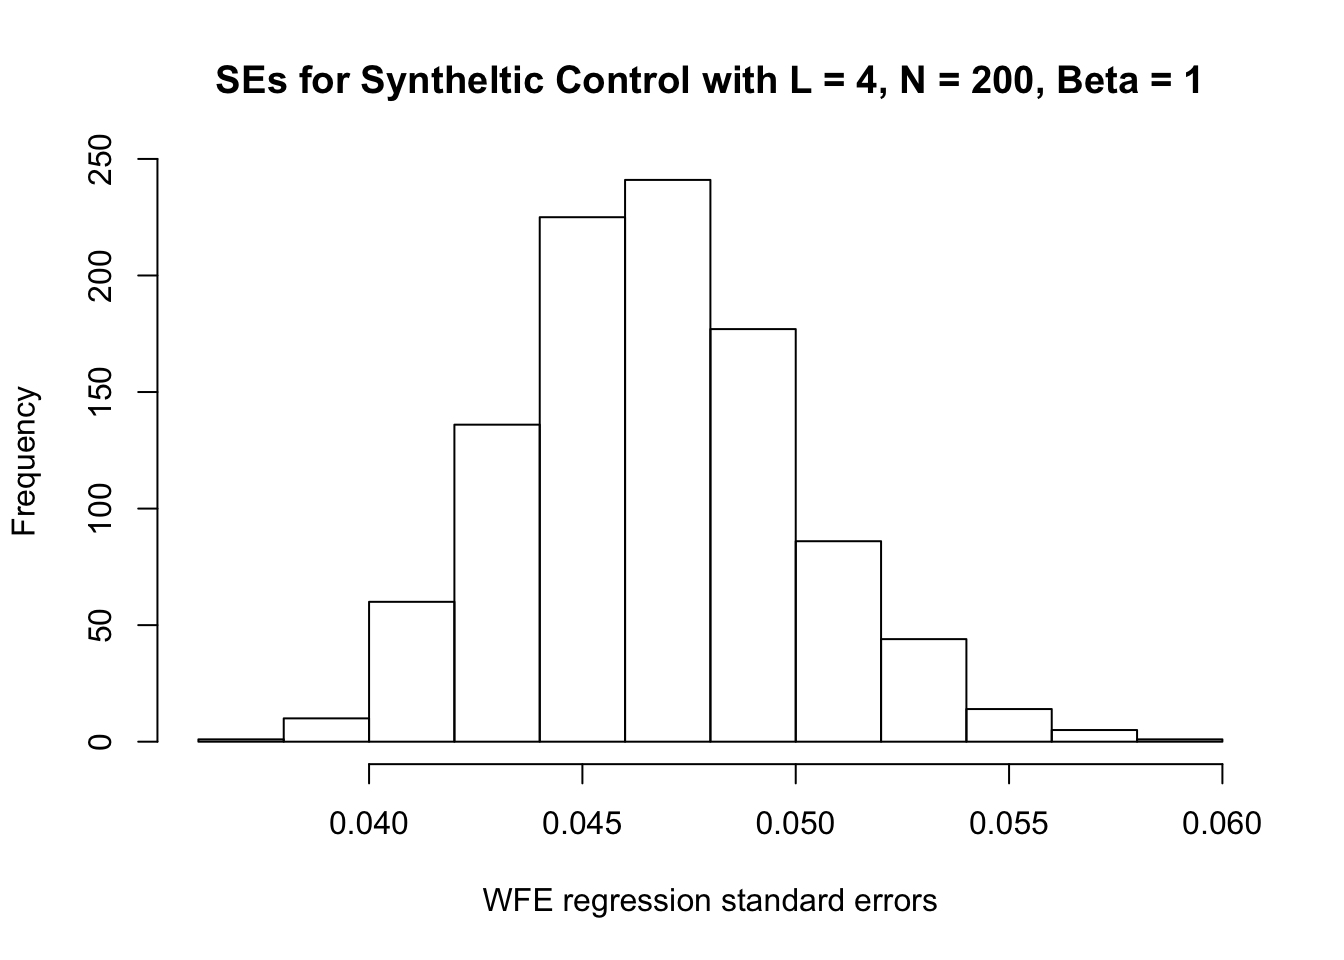 SEs for Syntheltic Control with L = 4, N = 200, Beta = 1
250
200
150
100
50
0
Frequency
0.040 0.045 0.050 0.055 0.060
WFE regression standard errors